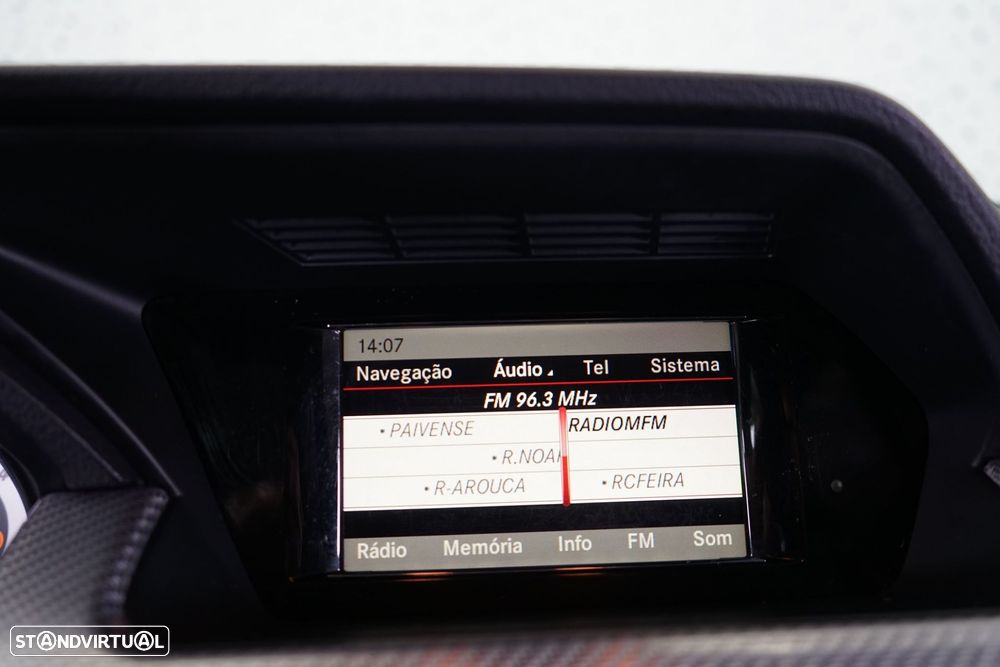 14:07
Navegação Áudio Tel Sistema
FM 96.3 MHz
• PAIVENSE RADIOMFM
• R.NOA
• R-AROUCA • RCFEIRA
Rádio Memória Info FM Som
STANDVIRTUAL